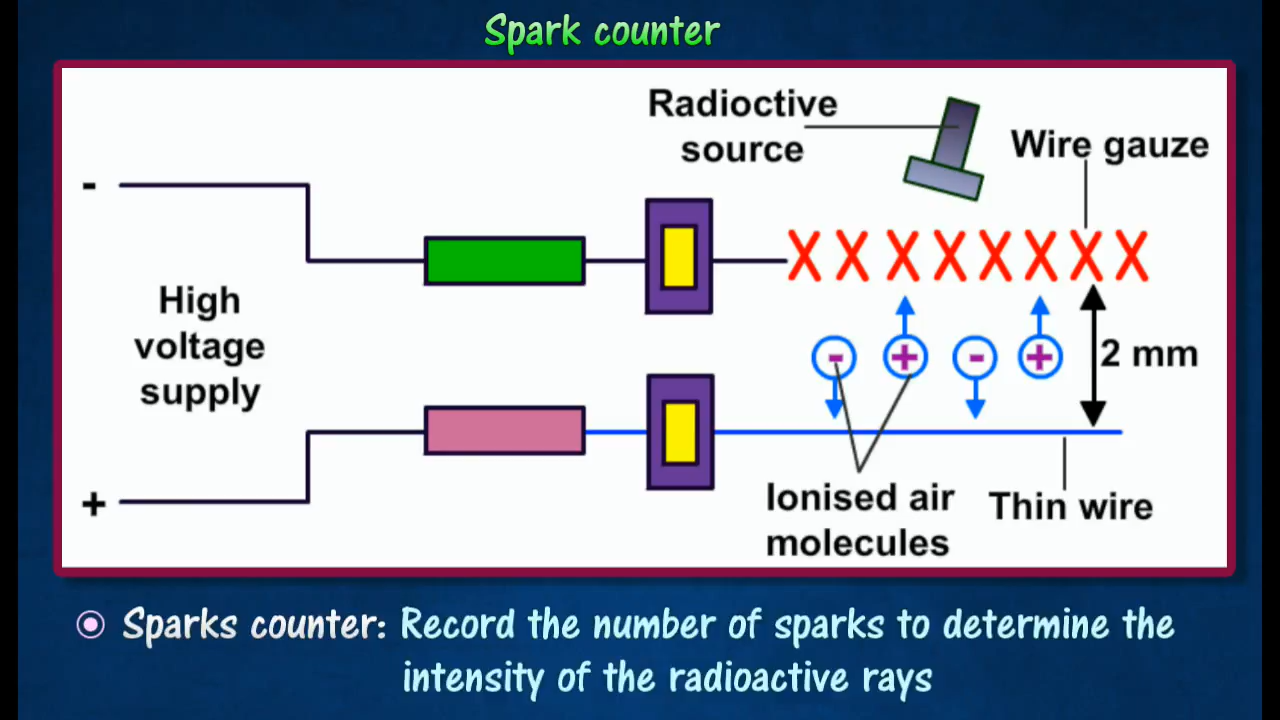 Spark counter
Radioctive
source
Wire gauze
-
High
voltage
supply
+
- + - +
2 mm
Ionised air
molecules
Thin wire
Sparks counter: Record the number of sparks to determine the
intensity of the radioactive rays